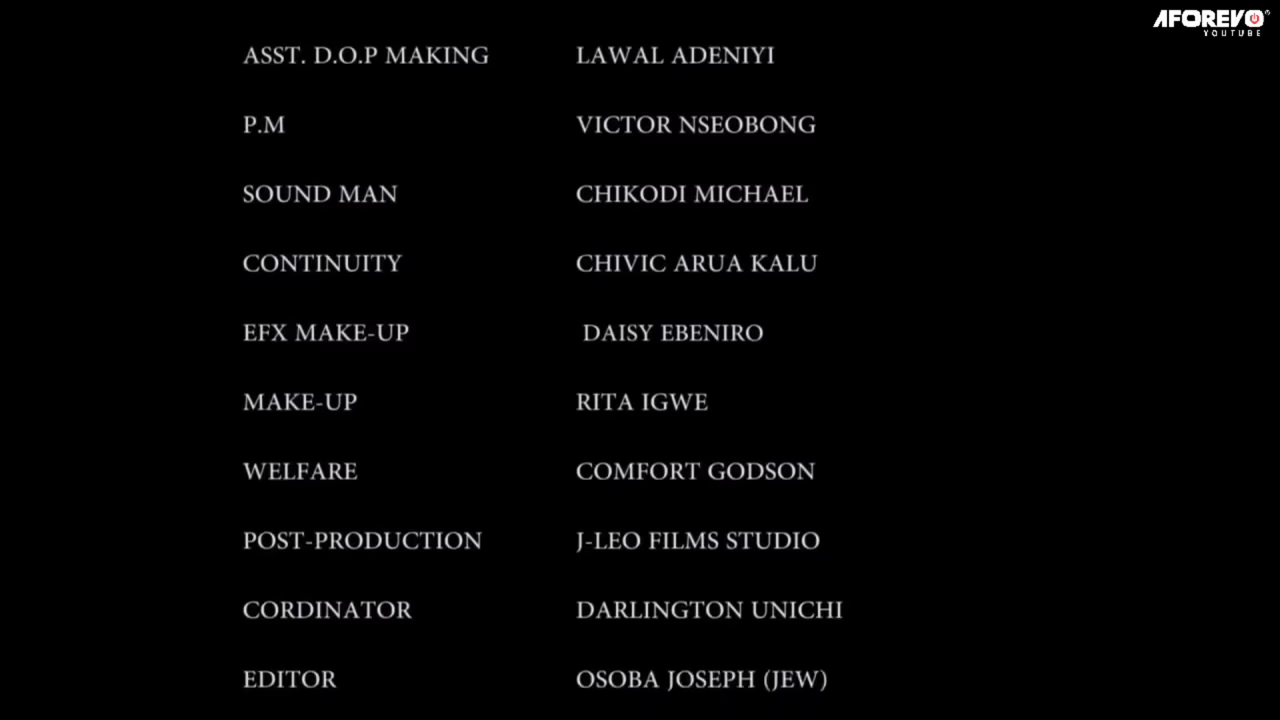 AFOREVO
YOUTUBE
ASST. D.O.P MAKING LAWAL ADENIYI
P.M VICTOR NSEOBONG
SOUND MAN CHIKODI MICHAEL
CONTINUITY CHIVIC ARUA KALU
EFX MAKE-UP DAISY EBENIRO
MAKE-UP RITA IGWE
WELFARE COMFORT GODSON
POST-PRODUCTION J-LEO FILMS STUDIO
CORDINATOR DARLINGTON UNICHI
EDITOR OSOBA JOSEPH (JEW)